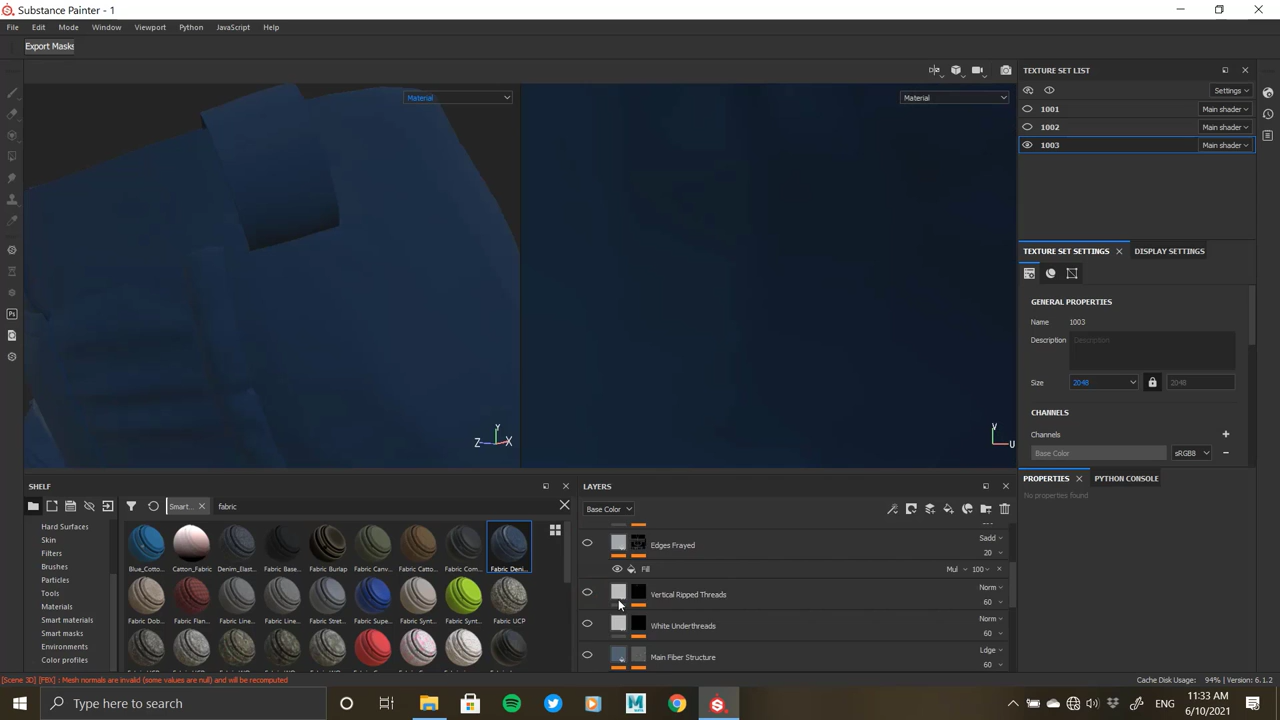 Substance Painter - 1
File Edit Mode Window Viewport Python JavaScript Help
Export Masks
Material
Material
TEXTURE SET LIST
Settings
1001 Main shader
1002 Main shader
1003 Main shader
TEXTURE SET SETTINGS DISPLAY SETTINGS
GENERAL PROPERTIES
Name 1003
Description Description
Size 2048 2048
CHANNELS
Channels
Base Color sRGB8
PROPERTIES PYTHON CONSOLE
No properties found
Y
Z X
V
U
SHELF
Smart... fabric
Hard Surfaces
Skin
Filters
Brushes
Particles
Tools
Materials
Smart materials
Smart masks
Environments
Color profiles
Blue_Cotto... Catton_Fabric Denim_Elast... Fabric Base... Fabric Burlap Fabric Canv... Fabric Catto... Fabric Com... Fabric Deni...
Fabric Dob... Fabric Flan... Fabric Line... Fabric Line... Fabric Stret... Fabric Supe... Fabric Synt... Fabric Synt... Fabric UCP
LAYERS
Base Color
Edges Frayed Sadd
20
Fill Mul 100
Vertical Ripped Threads Norm
60
White Underthreads Norm
60
Main Fiber Structure Ldge
60
[Scene 3D] [FBX] : Mesh normals are invalid (some values are null) and will be recomputed
Cache Disk Usage: 94% | Version: 6.1.2
Type here to search
11:33 AM
6/10/2021